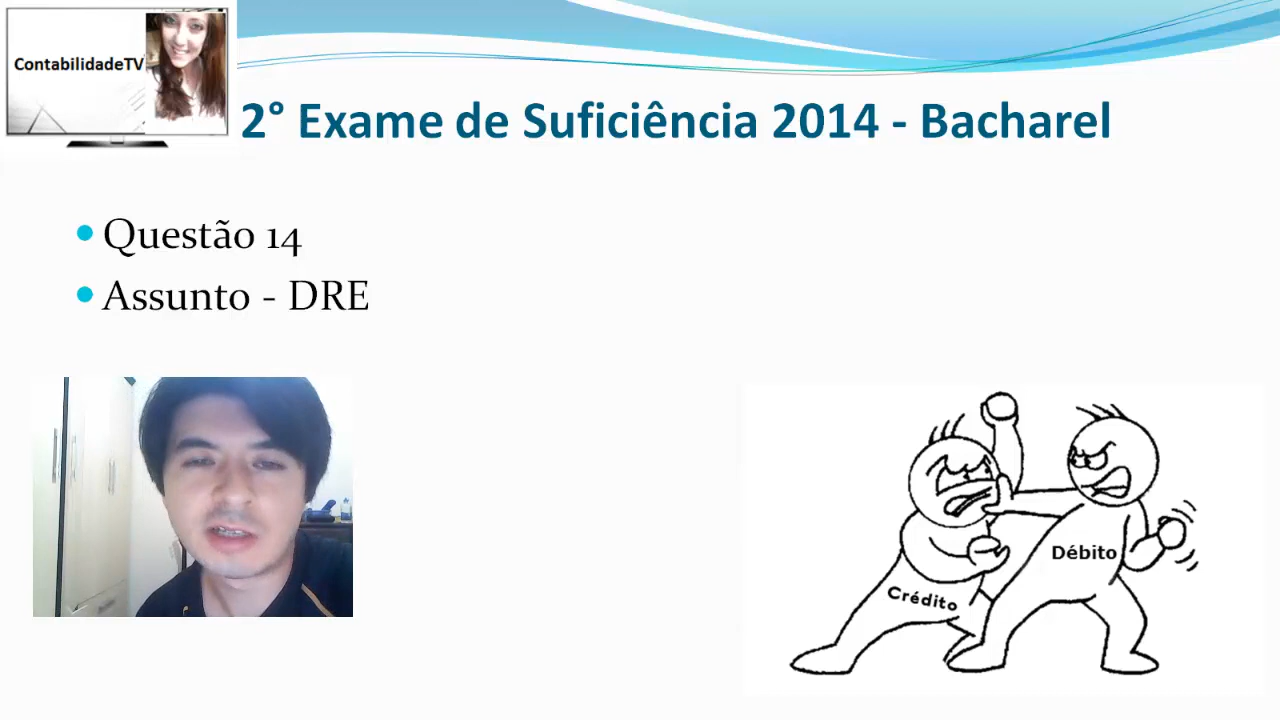 ContabilidadeTV
2° Exame de Suficiência 2014 - Bacharel
Questão 14
Assunto - DRE
Débito
Crédito